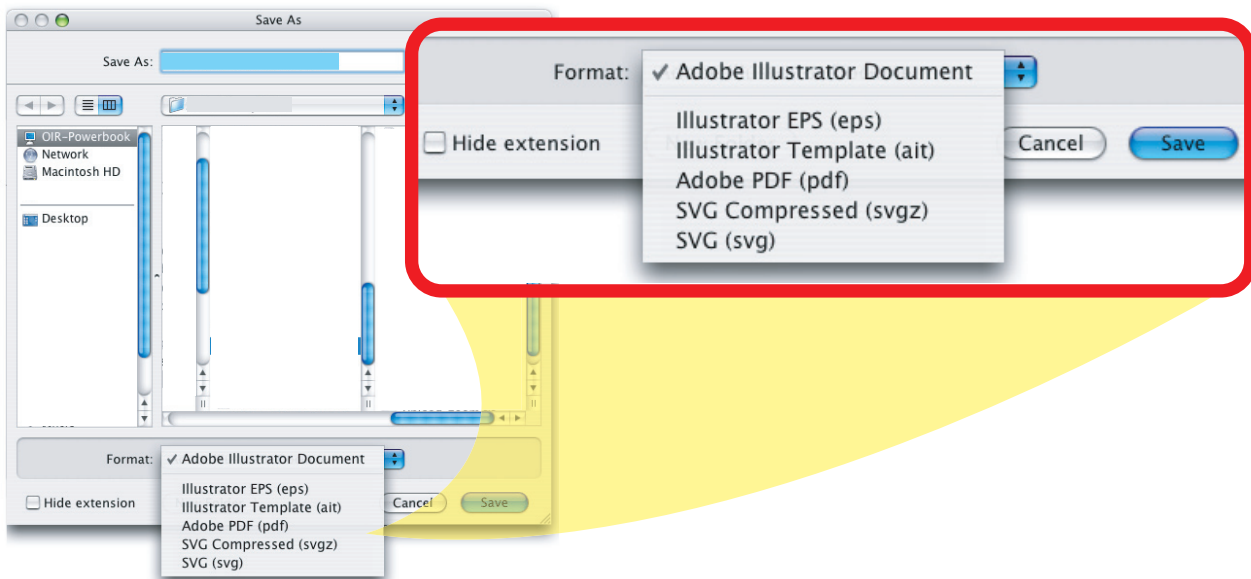 Save As
Save As:
OIR-Powerbook
Network
Macintosh HD
Desktop
Format: ✓ Adobe Illustrator Document
Illustrator EPS (eps)
Illustrator Template (ait)
Adobe PDF (pdf)
SVG Compressed (svgz)
SVG (svg)
Hide extension
Cancel
Save
Format: ✓ Adobe Illustrator Document
Illustrator EPS (eps)
Illustrator Template (ait)
Adobe PDF (pdf)
SVG Compressed (svgz)
SVG (svg)
Hide extension
Cancel
Save